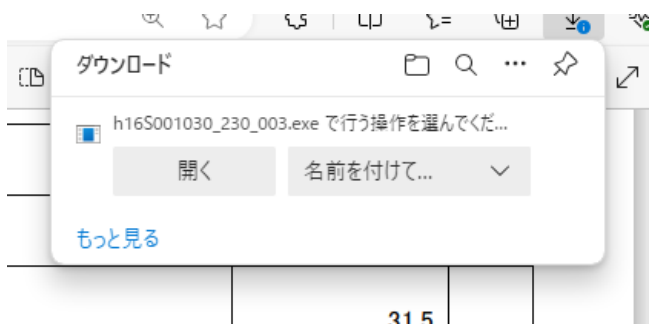 ダウンロード
h16S001030_230_003.exe で行う操作を選んでくだ...
開く
名前を付けて...
もっと見る
31.5